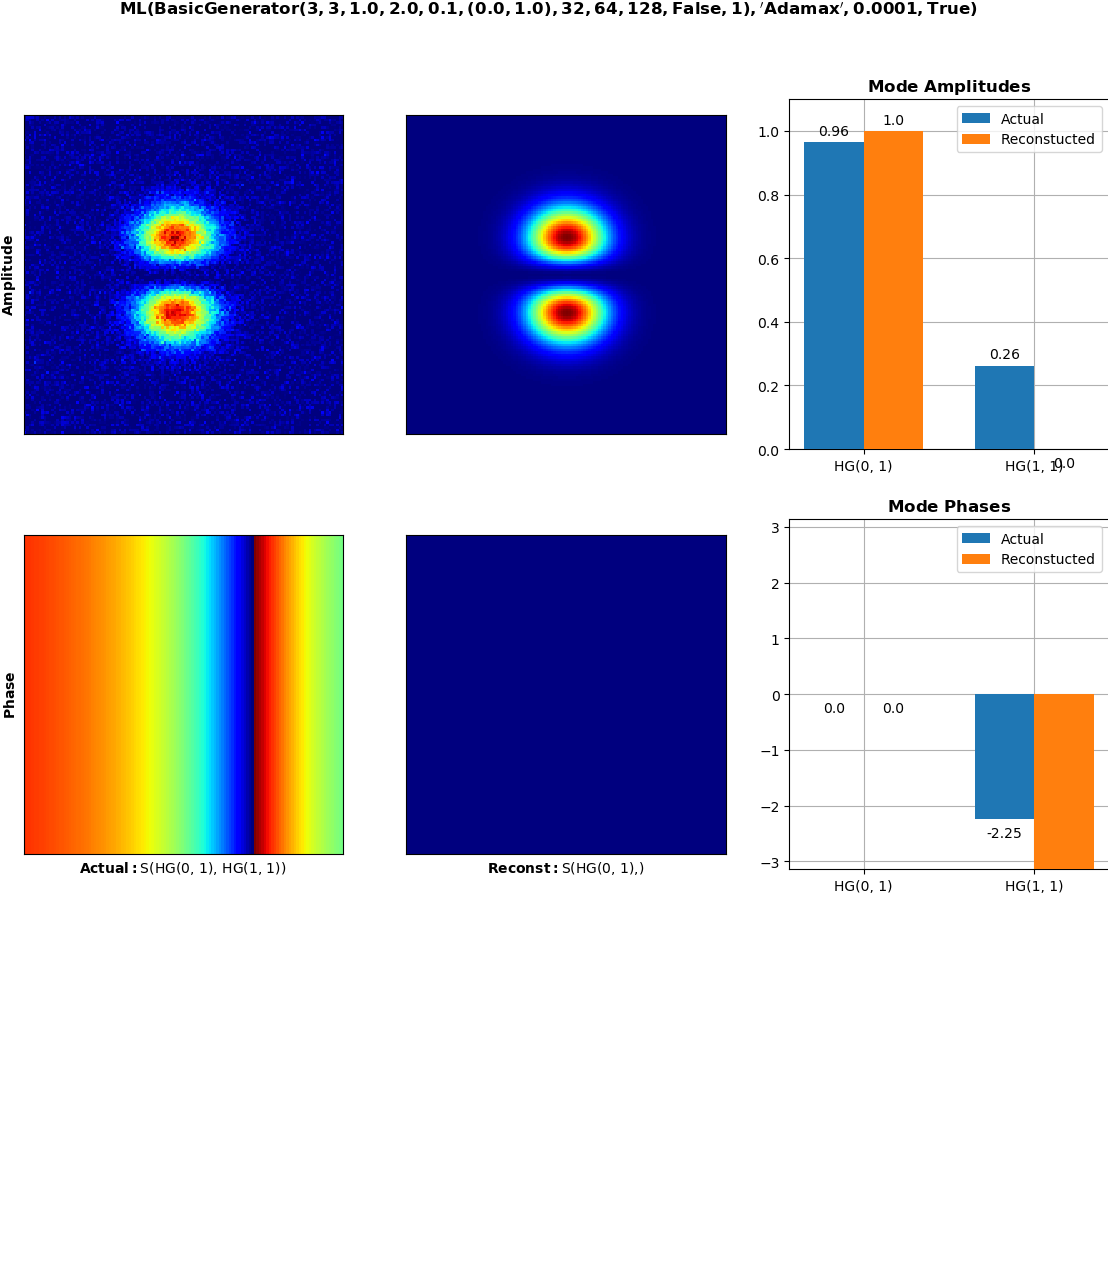 ML(BasicGenerator(3, 3, 1.0, 2.0, 0.1, (0.0, 1.0), 32, 64, 128, False, 1), ′Adamax′, 0.0001, True)
Amplitude
Mode Amplitudes
Actual
Reconstucted
1.0
0.8
0.6
0.4
0.2
0.0
0.96
1.0
0.26
0.0
HG(0, 1)
HG(1, 1)
Phase
Actual: S(HG(0, 1), HG(1, 1))
Reconst: S(HG(0, 1),)
Mode Phases
Actual
Reconstucted
3
2
1
0
−1
−2
−3
0.0
0.0
-2.25
HG(0, 1)
HG(1, 1)